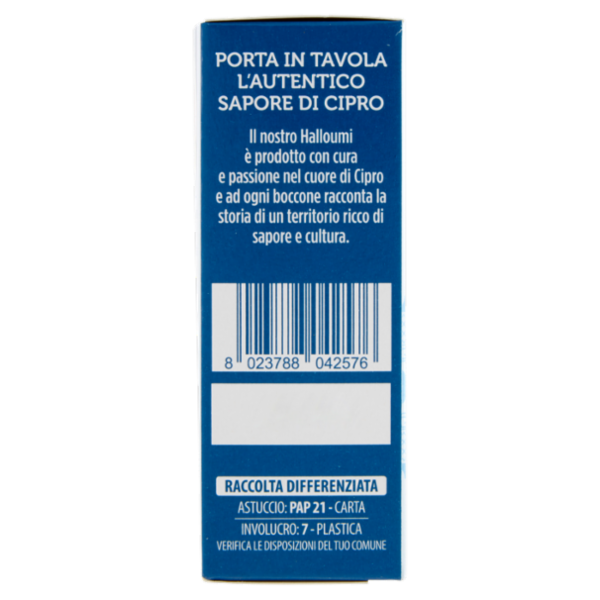 PORTA IN TAVOLA
L'AUTENTICO
SAPORE DI CIPRO
Il nostro Halloumi
è prodotto con cura
e passione nel cuore di Cipro
e ad ogni boccone racconta la
storia di un territorio ricco di
sapore e cultura.
8 023788 042576
RACCOLTA DIFFERENZIATA
ASTUCCIO: PAP 21 - CARTA
INVOLUCRO: 7 - PLASTICA
VERIFICA LE DISPOSIZIONI DEL TUO COMUNE